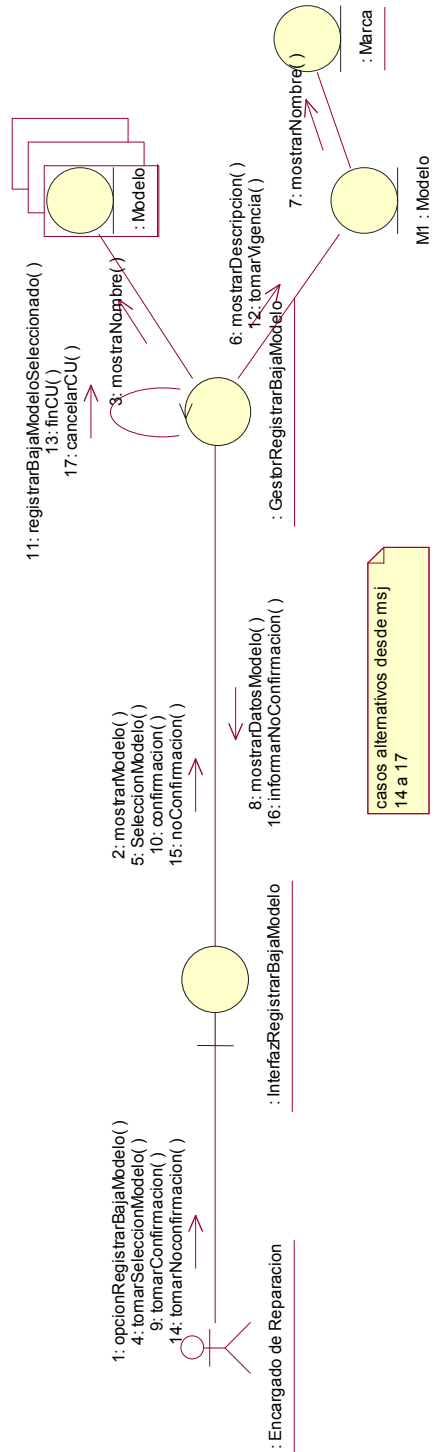 1: opcionRegistrarBajaModelo( )
4: tomarSeleccionModelo( )
9: tomarConfirmacion( )
14: tomarNoconfirmacion( )
: Encargado de Reparacion
: InterfazRegistrarBajaModelo
2: mostrarModelo( )
5: SeleccionModelo( )
10: confirmacion( )
15: noConfirmacion( )
8: mostrarDatosModelo( )
16: informarNoConfirmacion( )
casos alternativos desde msj
14 a 17
11: registrarBajaModeloSeleccionado( )
13: finCU( )
17: cancelarCU( )
: GestorRegistrarBajaModelo
3: mostraNombre( )
: Modelo
6: mostrarDescripcion( )
12: tomarVigencia( )
M1 : Modelo
7: mostrarNombre( )
: Marca